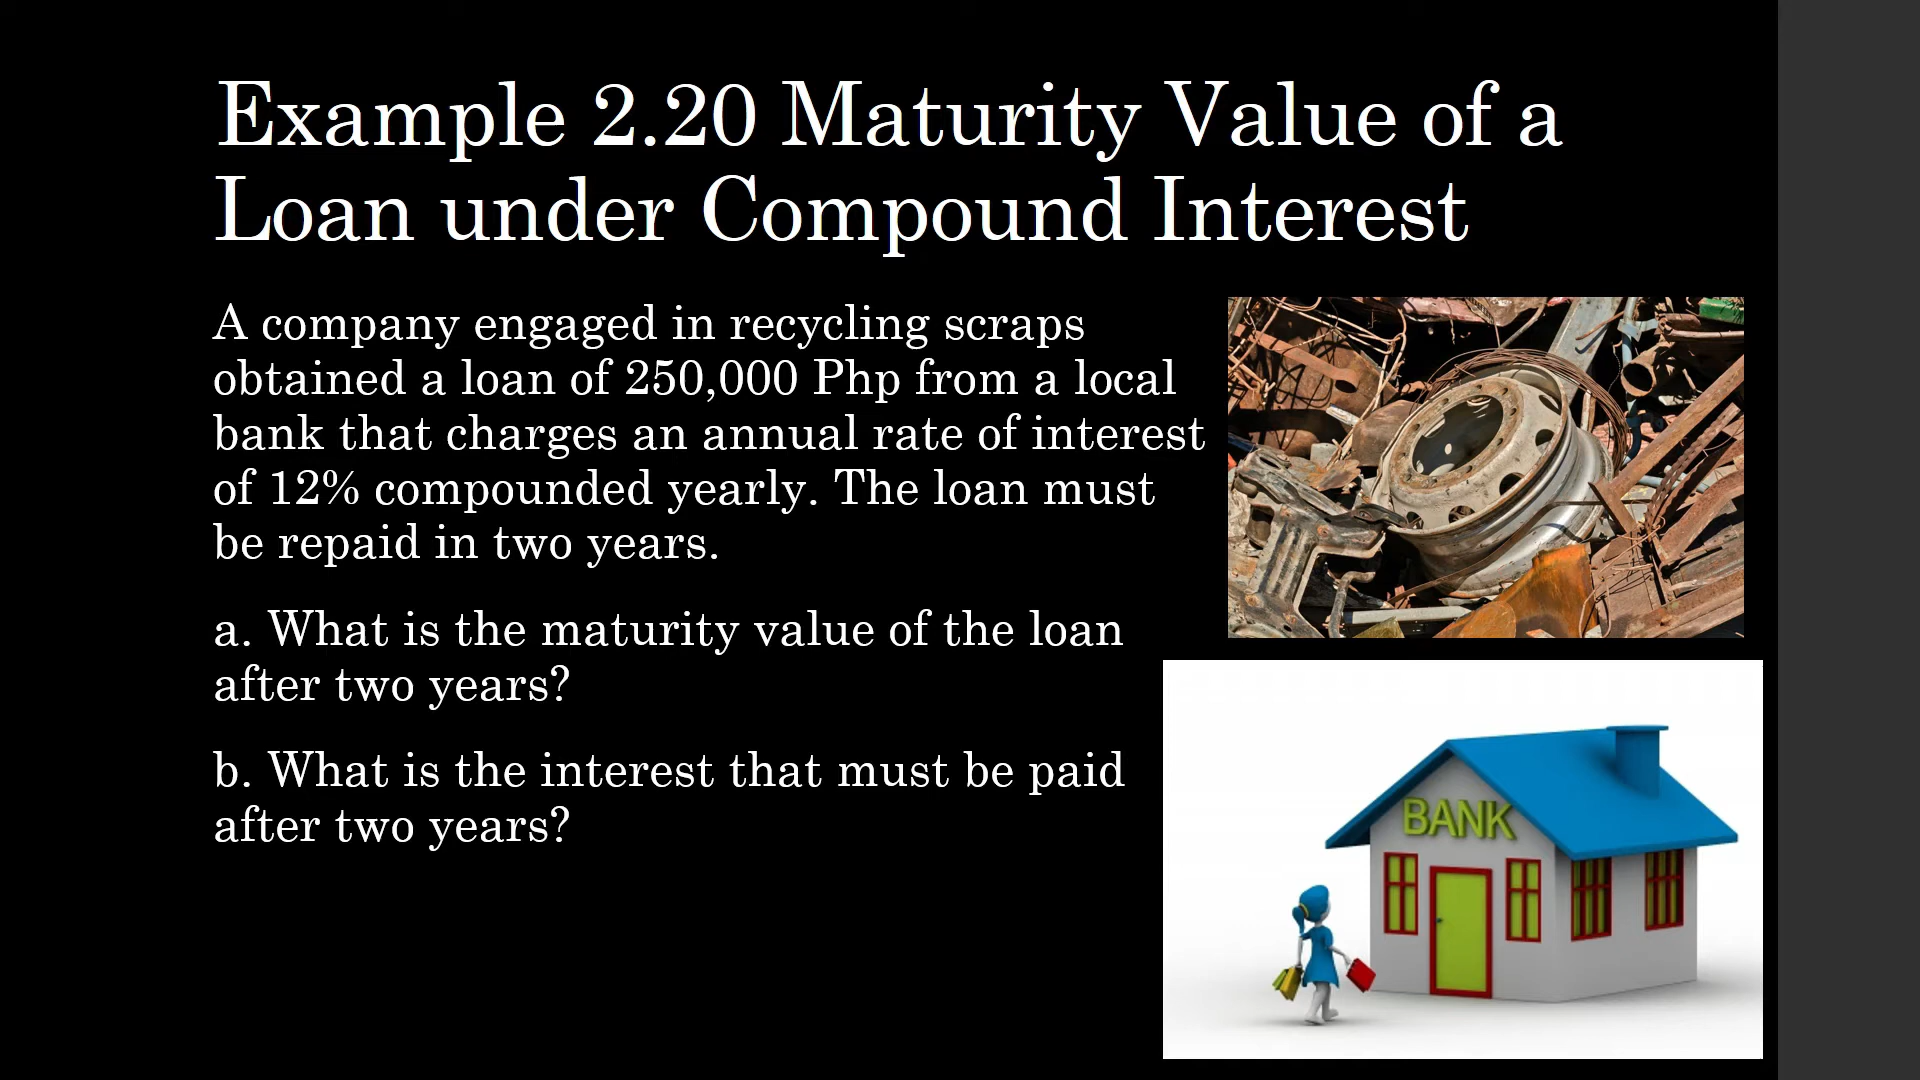 Example 2.20 Maturity Value of a
Loan under Compound Interest
A company engaged in recycling scraps
obtained a loan of 250,000 Php from a local
bank that charges an annual rate of interest
of 12% compounded yearly. The loan must
be repaid in two years.
a. What is the maturity value of the loan
after two years?
b. What is the interest that must be paid
after two years?
BANK